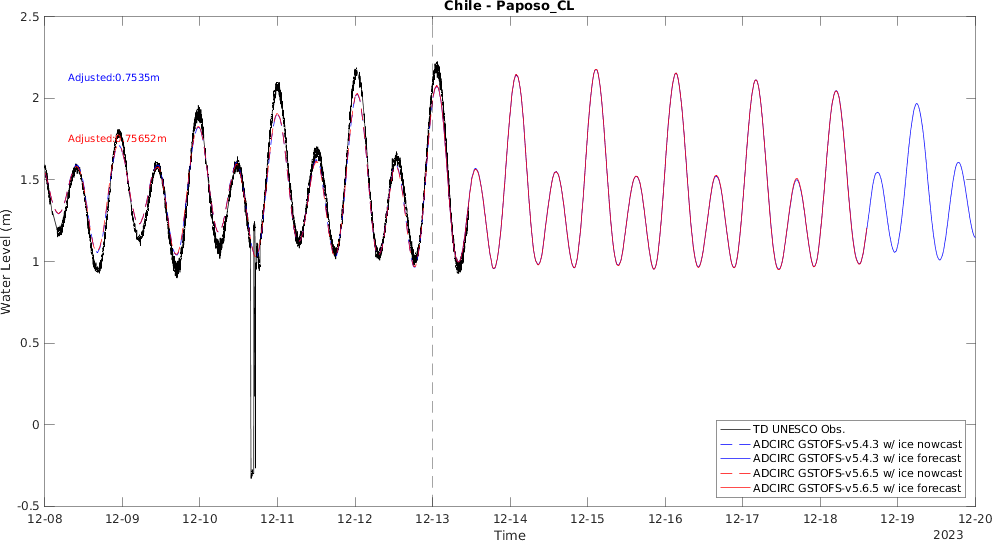 Chile - Paposo_CL
2.5
2
1.5
1
0.5
0
-0.5
Water Level (m)
Adjusted:0.7535m
Adjusted:0.75652m
TD UNESCO Obs.
ADCIRC GSTOFS-v5.4.3 w/ ice nowcast
ADCIRC GSTOFS-v5.4.3 w/ ice forecast
ADCIRC GSTOFS-v5.6.5 w/ ice nowcast
ADCIRC GSTOFS-v5.6.5 w/ ice forecast
12-08 12-09 12-10 12-11 12-12 12-13 12-14 12-15 12-16 12-17 12-18 12-19 12-20
Time
2023